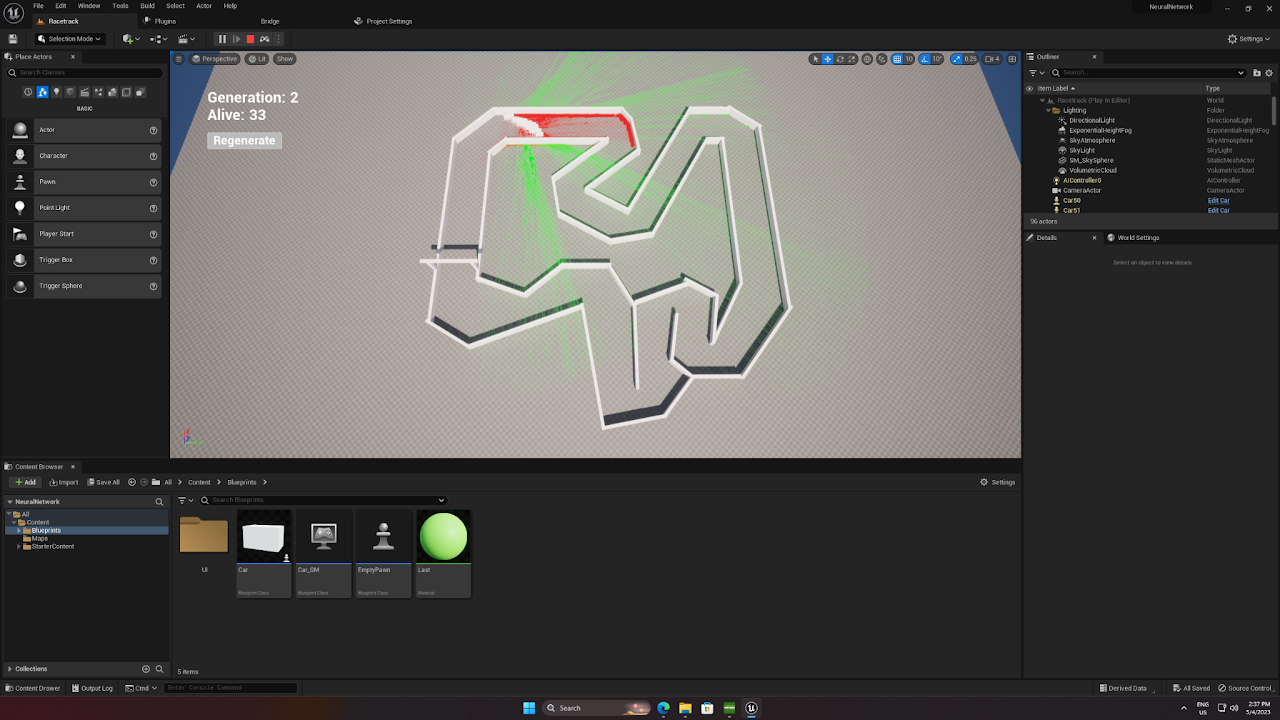 File Edit Window Tools Build Select Actor Help
NeuralNetwork
Racetrack Plugins Bridge Project Settings
Selection Mode
Settings
Place Actors
Search Classes
BASIC
Actor
Character
Pawn
Point Light
Player Start
Trigger Box
Trigger Sphere
Perspective Lit Show
10 10° 0.25 4
Generation: 2
Alive: 33
Regenerate
Outliner
Search...
Item Label Type
Racetrack (Play In Editor) World
Lighting Folder
DirectionalLight DirectionalLight
ExponentialHeightFog ExponentialHeightFog
SkyAtmosphere SkyAtmosphere
SkyLight SkyLight
SM_SkySphere StaticMeshActor
VolumetricCloud VolumetricCloud
AIController0 AIController
CameraActor CameraActor
Car50 Edit Car
Car51 Edit Car
96 actors
Details World Settings
Select an object to view details
Content Browser
Add Import Save All All Content Blueprints
Settings
NeuralNetwork
Search Blueprints
All
Content
Blueprints
Maps
StarterContent
UI
Car
Blueprint Class
Car_GM
Blueprint Class
EmptyPawn
Blueprint Class
Last
Material
Collections
5 items
Content Drawer Output Log Cmd Enter Console Command
Derived Data All Saved Source Control
Search
ENG
US
2:37 PM
5/4/2023